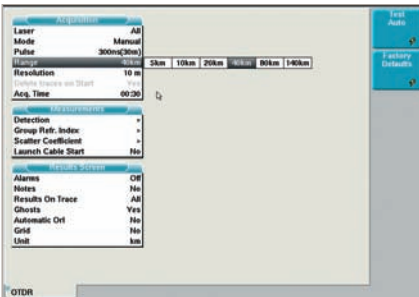 Acquisition
Laser All
Mode Manual
Pulse 300ns(30m)
Range 40km 5km 10km 20km 40km 80km 140km
Resolution 10 m
Delete traces on Start Yes
Acq. Time 00:30
Measurements
Detection
Group Refr. Index
Scatter Coefficient
Launch Cable Start No
Results Screen
Alarms Off
Notes No
Results On Trace All
Ghosts Yes
Automatic Orl No
Grid No
Unit km
Test
Auto
Factory
Defaults
OTDR